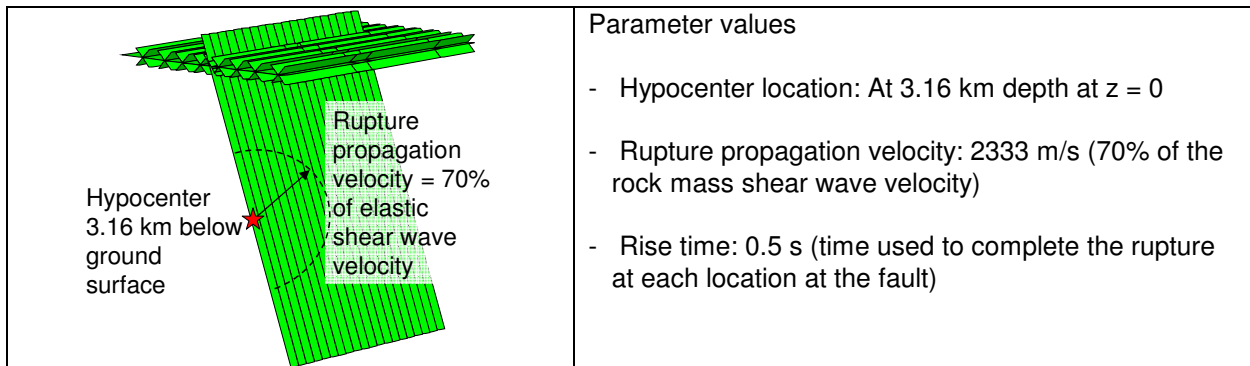 Rupture
propagation
velocity = 70%
of elastic
shear wave
velocity
Hypocenter
3.16 km below
ground
surface
Parameter values
- Hypocenter location: At 3.16 km depth at z = 0
- Rupture propagation velocity: 2333 m/s (70% of the
rock mass shear wave velocity)
- Rise time: 0.5 s (time used to complete the rupture
at each location at the fault)